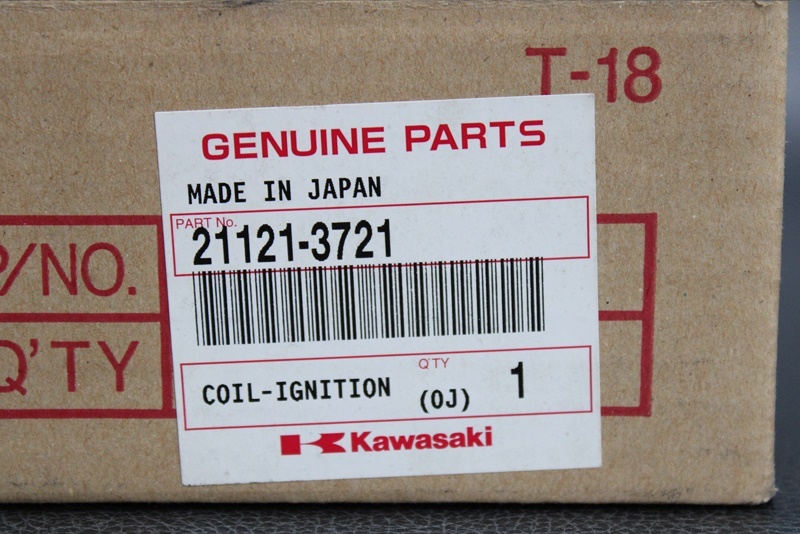 T-18
GENUINE PARTS
MADE IN JAPAN
PART No.
21121-3721
P/NO.
Q'TY
COIL-IGNITION
Q'TY
(OJ)
1
Kawasaki